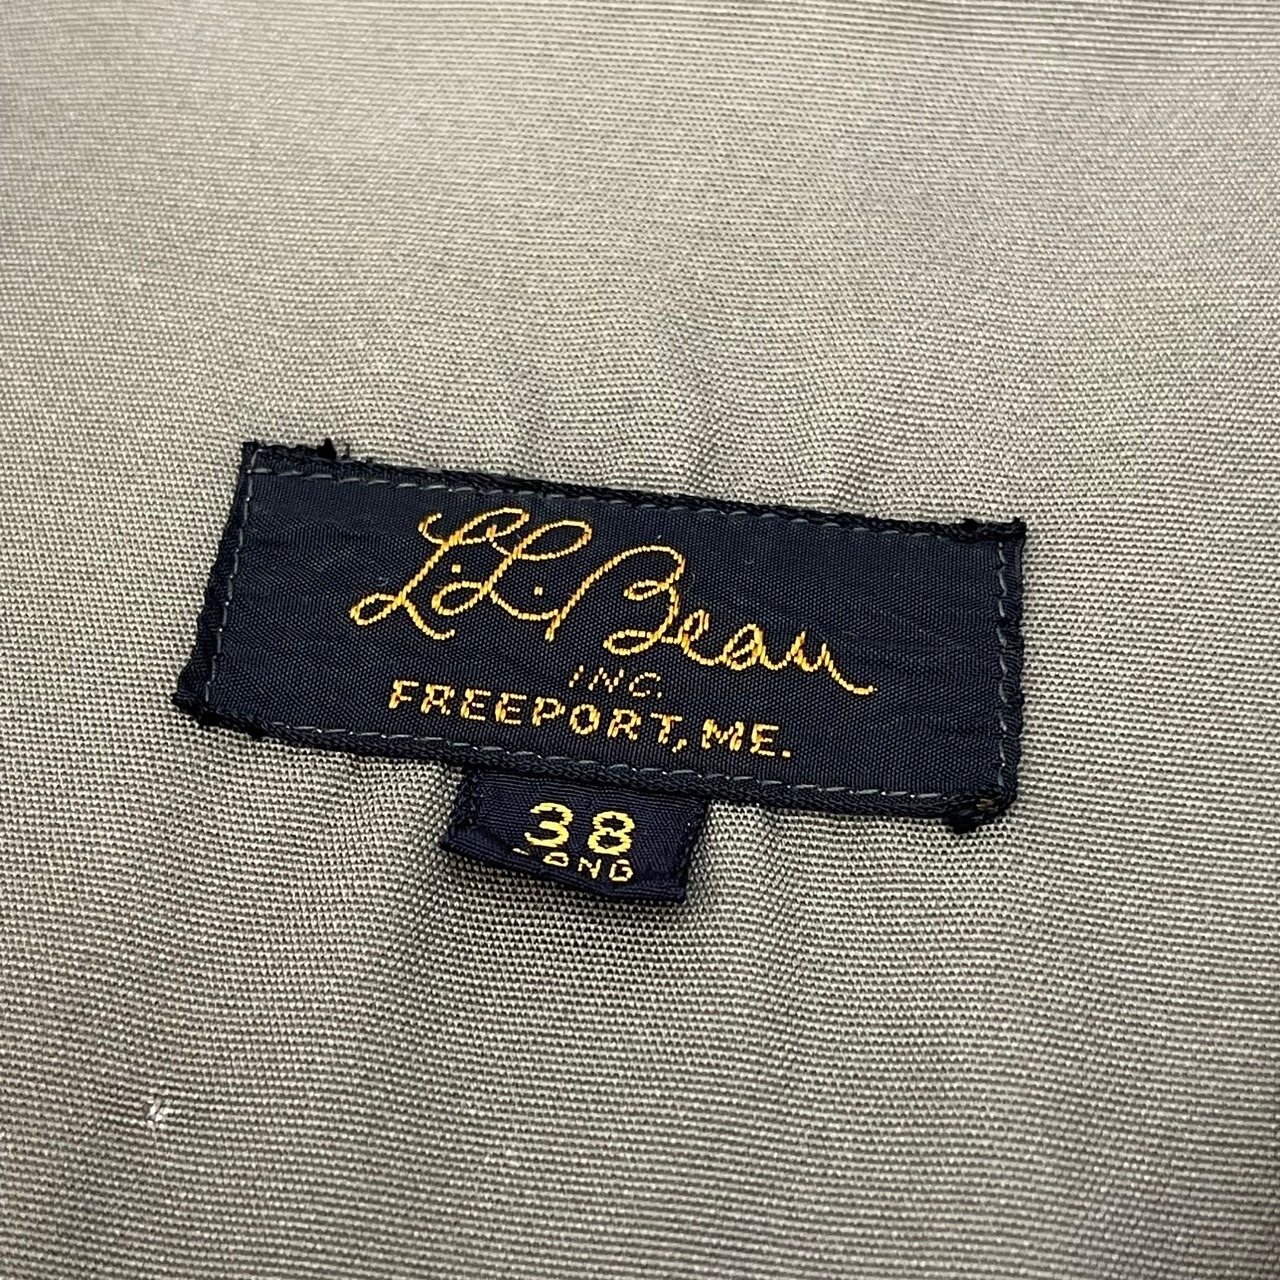 L.L.Bean
INC.
FREEPORT, ME.
38
LONG